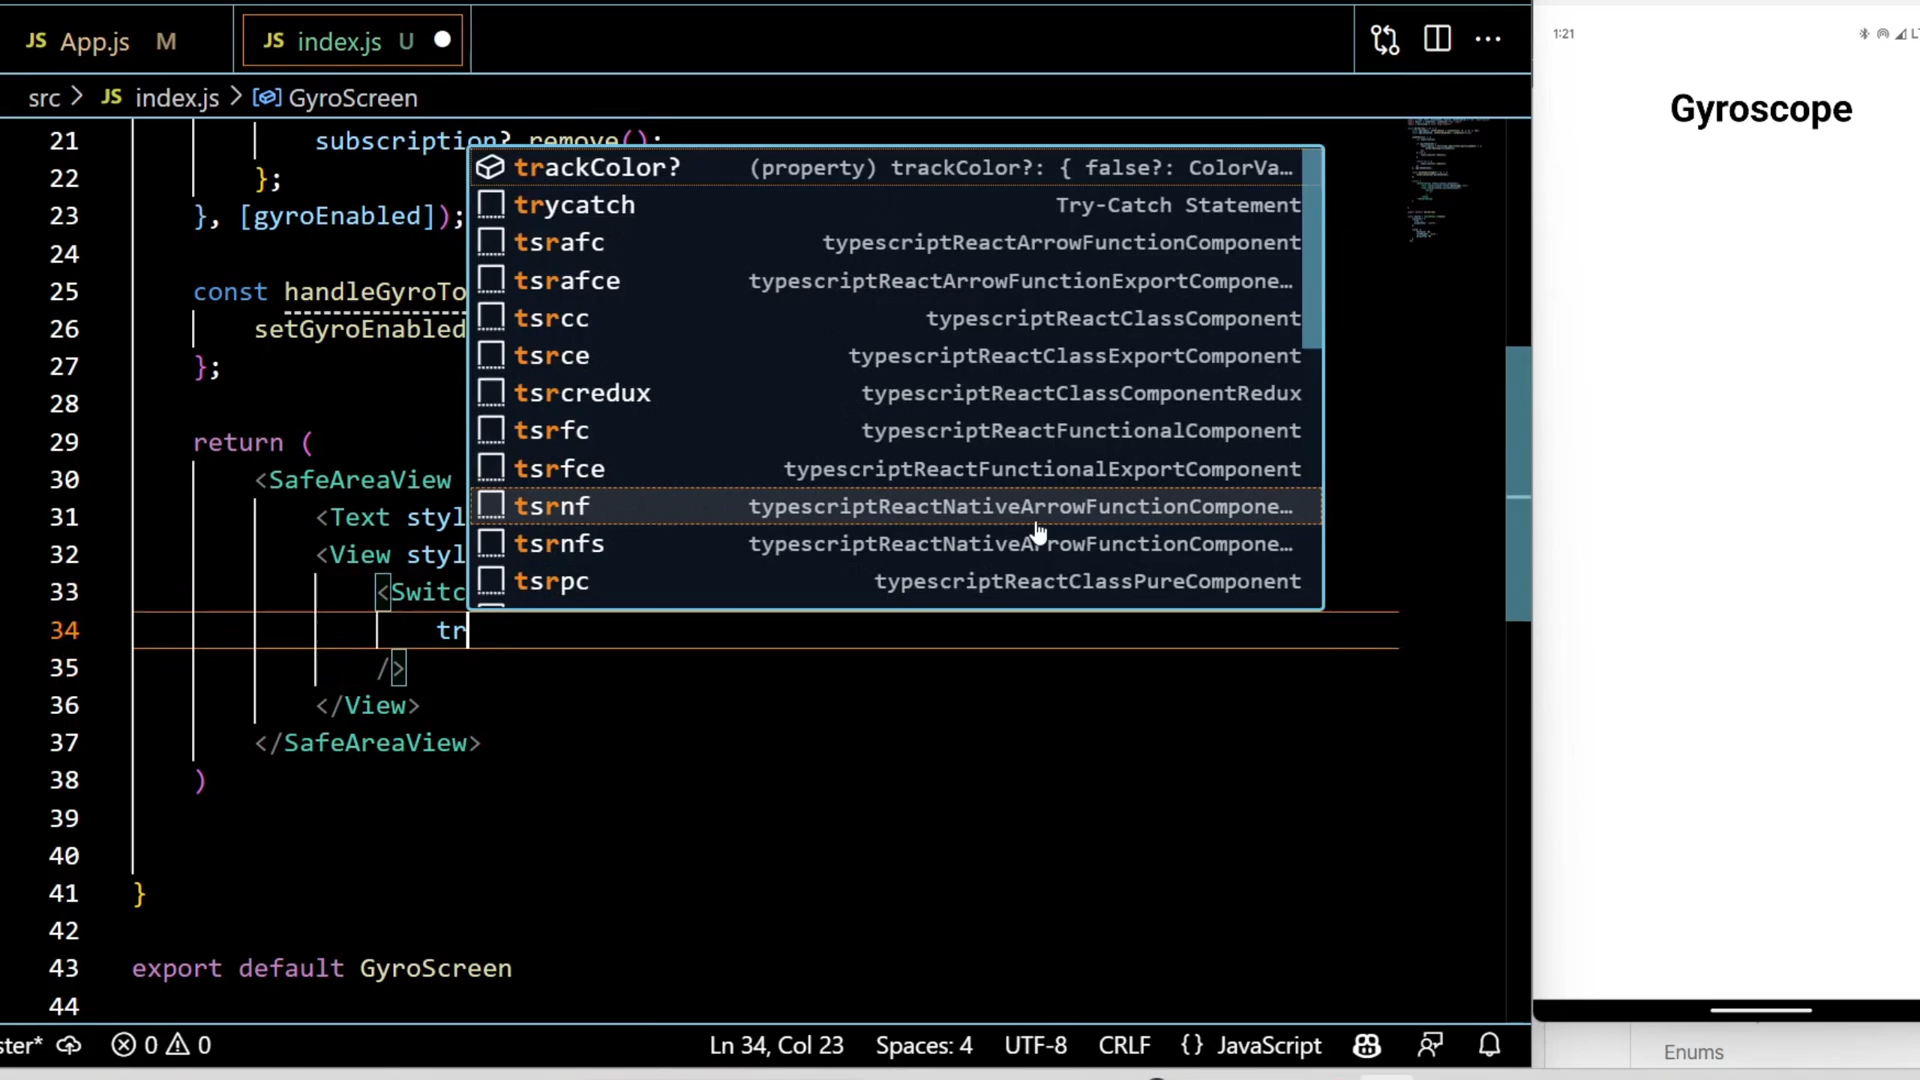 JS App.js M JS index.js U
src > JS index.js > GyroScreen
21 subscription?.remove();
22 };
23 }, [gyroEnabled]);
24
25 const handleGyroTo
26 setGyroEnabled
27 };
28
29 return (
30 <SafeAreaView
31 <Text styl
32 <View styl
33 <Switc
34 tr
35 />
36 </View>
37 </SafeAreaView>
38 )
39
40
41 }
42
43 export default GyroScreen
44
trackColor? (property) trackColor?: { false?: ColorVa…
trycatch Try-Catch Statement
tsrafc typescriptReactArrowFunctionComponent
tsrafce typescriptReactArrowFunctionExportCompone…
tsrcc typescriptReactClassComponent
tsrce typescriptReactClassExportComponent
tsrcredux typescriptReactClassComponentRedux
tsrfc typescriptReactFunctionalComponent
tsrfce typescriptReactFunctionalExportComponent
tsrnf typescriptReactNativeArrowFunctionCompone…
tsrnfs typescriptReactNativeArrowFunctionCompone…
tsrpc typescriptReactClassPureComponent
ster* 0 0 Ln 34, Col 23 Spaces: 4 UTF-8 CRLF {} JavaScript
1:21
Gyroscope
Enums